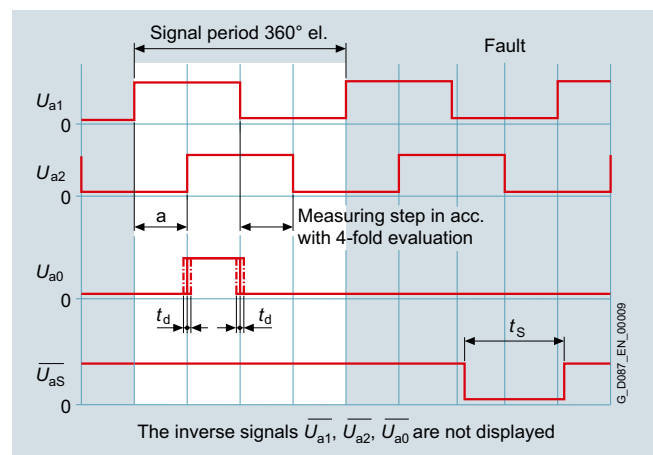 Signal period 360° el.
Fault
Ua1
0
Ua2
0
a
Measuring step in acc.
with 4-fold evaluation
Ua0
0
td
td
tS
UaS
0
G_D087_EN_00009
The inverse signals Ua1, Ua2, Ua0 are not displayed